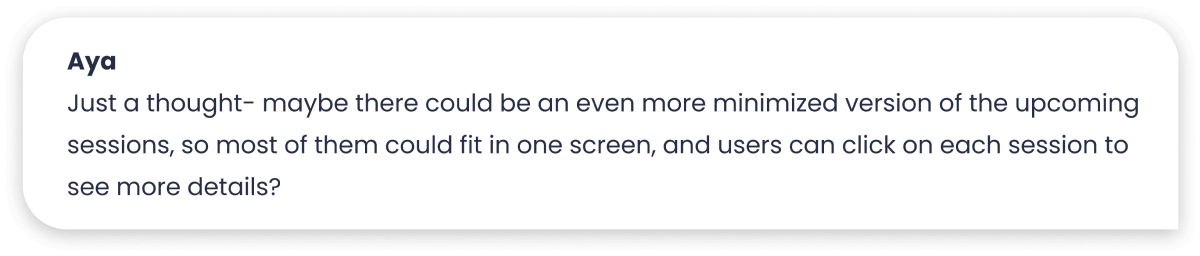 Aya
Just a thought- maybe there could be an even more minimized version of the upcoming
sessions, so most of them could fit in one screen, and users can click on each session to
see more details?